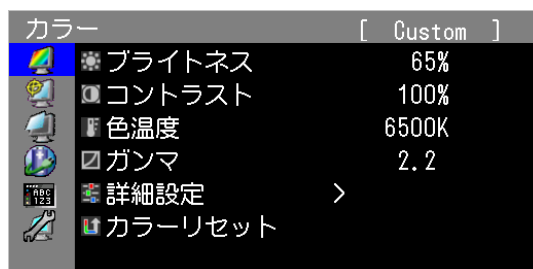 カラー [ Custom ]
ブライトネス 65%
コントラスト 100%
色温度 6500K
ガンマ 2.2
ABC
123
詳細設定 >
カラーリセット